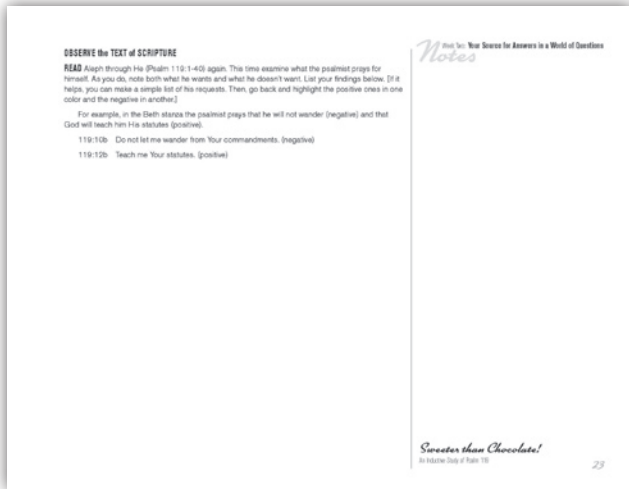 OBSERVE the TEXT of SCRIPTURE
READ Aleph through He (Psalm 119:1-40) again. This time examine what the psalmist prays for
himself. As you do, note both what he wants and what he doesn't want. List your findings below. [If it
helps, you can make a simple list of his requests. Then, go back and highlight the positive ones in one
color and the negative in another.]
For example, in the Beth stanza the psalmist prays that he will not wander (negative) and that
God will teach him His statutes (positive).
119:10b Do not let me wander from Your commandments. (negative)
119:12b Teach me Your statutes. (positive)
Week Two: Your Source for Answers in a World of Questions
Notes
Sweeter than Chocolate!
An Inductive Study of Psalm 119
23